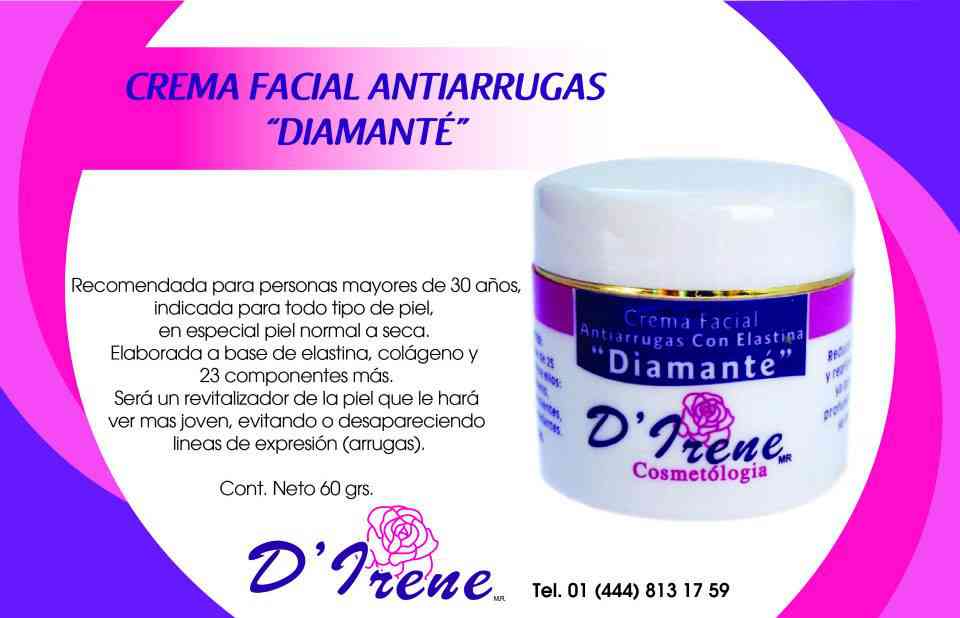 CREMA FACIAL ANTIARRUGAS
“DIAMANTÉ”
Recomendada para personas mayores de 30 años,
indicada para todo tipo de piel,
en especial piel normal a seca.
Elaborada a base de elastina, colágeno y
23 componentes más.
Será un revitalizador de la piel que le hará
ver mas joven, evitando o desapareciendo
lineas de expresión (arrugas).
Cont. Neto 60 grs.
D’Irene M.R.
Tel. 01 (444) 813 17 59
Crema Facial
Antiarrugas Con Elastina
"Diamanté"
D’Irene MR
Cosmetólogia
de 25